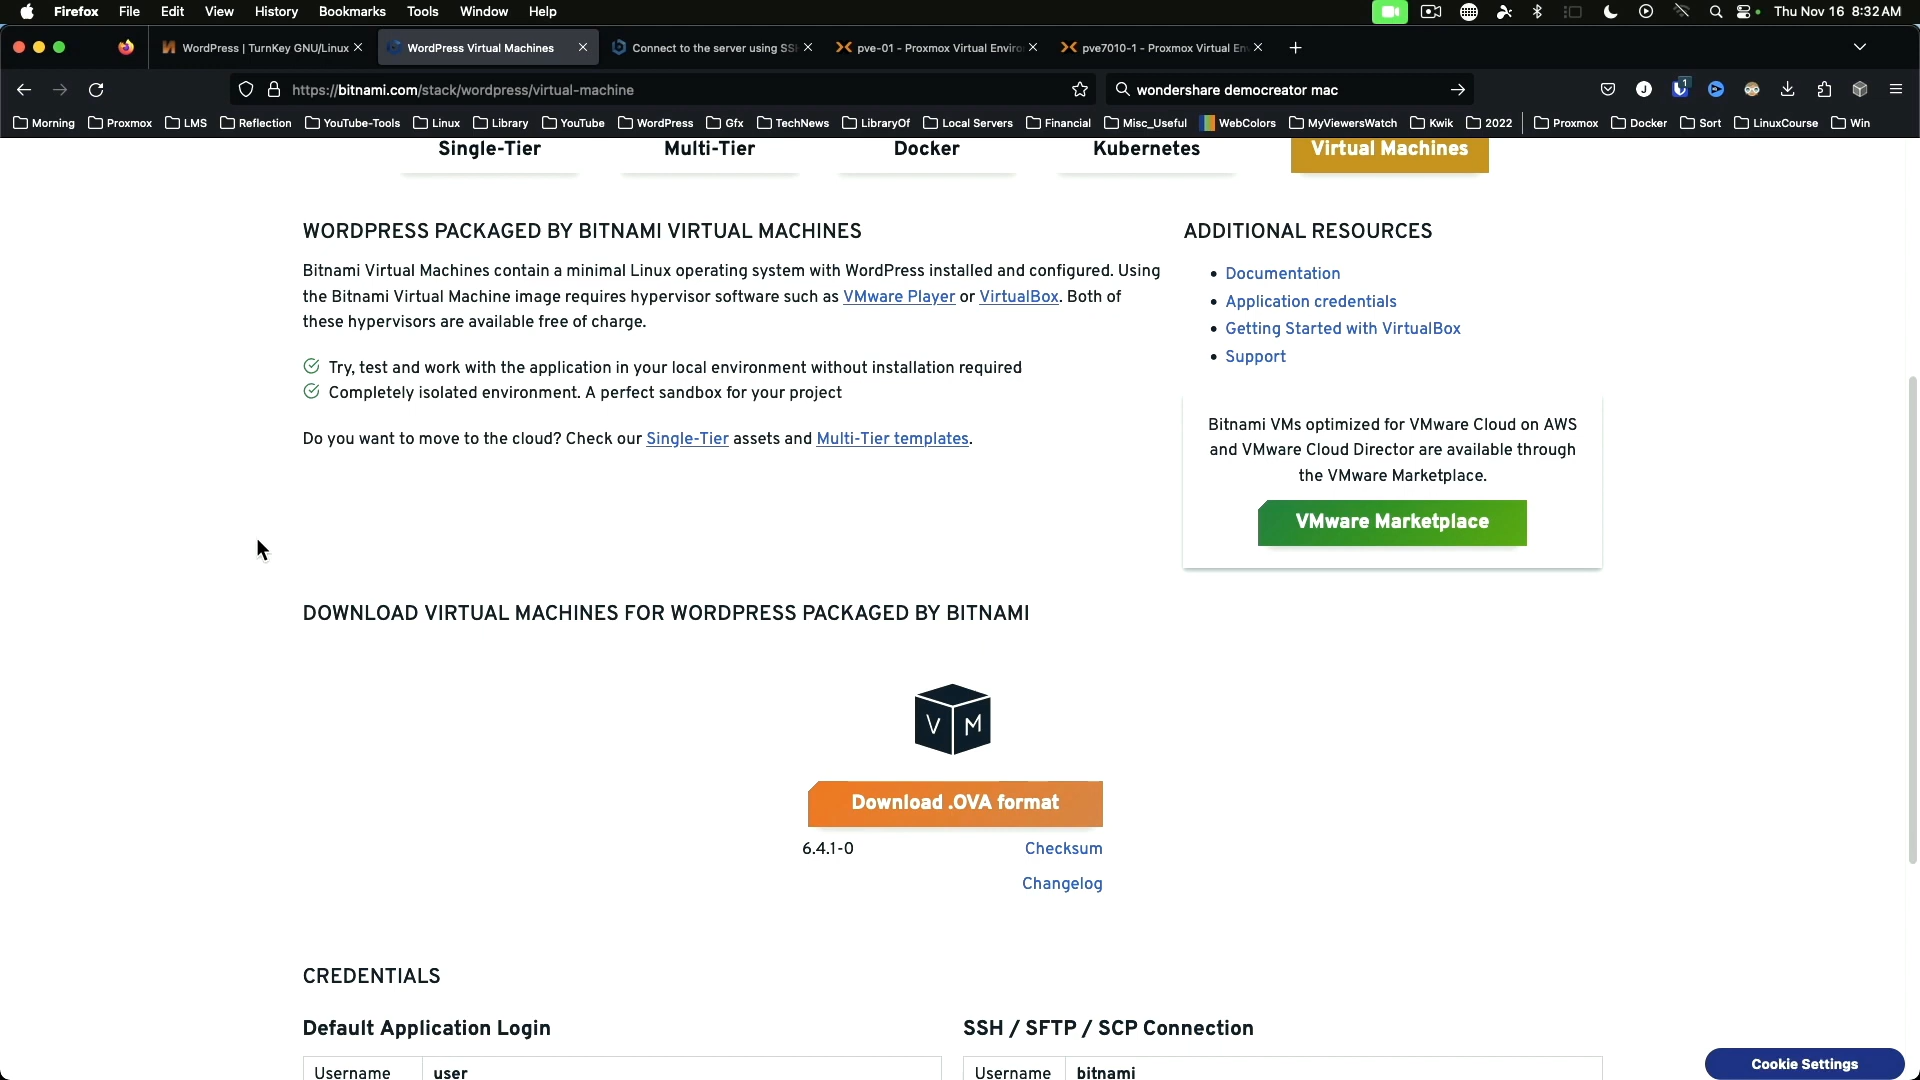 Firefox File Edit View History Bookmarks Tools Window Help Thu Nov 16 8:32 AM
WordPress | TurnKey GNU/Linux WordPress Virtual Machines Connect to the server using SS pve-01 - Proxmox Virtual Enviro pve7010-1 - Proxmox Virtual En
https://bitnami.com/stack/wordpress/virtual-machine wondershare democreator mac 1
Morning Proxmox LMS Reflection YouTube-Tools Linux Library YouTube WordPress Gfx TechNews LibraryOf Local Servers Financial Misc_Useful WebColors MyViewersWatch Kwik 2022 Proxmox Docker Sort LinuxCourse Win
Single-Tier Multi-Tier Docker Kubernetes Virtual Machines
WORDPRESS PACKAGED BY BITNAMI VIRTUAL MACHINES
Bitnami Virtual Machines contain a minimal Linux operating system with WordPress installed and configured. Using
the Bitnami Virtual Machine image requires hypervisor software such as VMware Player or VirtualBox. Both of
these hypervisors are available free of charge.
Try, test and work with the application in your local environment without installation required
Completely isolated environment. A perfect sandbox for your project
Do you want to move to the cloud? Check our Single-Tier assets and Multi-Tier templates.
ADDITIONAL RESOURCES
Documentation
Application credentials
Getting Started with VirtualBox
Support
Bitnami VMs optimized for VMware Cloud on AWS
and VMware Cloud Director are available through
the VMware Marketplace.
VMware Marketplace
DOWNLOAD VIRTUAL MACHINES FOR WORDPRESS PACKAGED BY BITNAMI
V M
Download .OVA format
6.4.1-0 Checksum
Changelog
CREDENTIALS
Default Application Login
Username user
SSH / SFTP / SCP Connection
Username bitnami
Cookie Settings